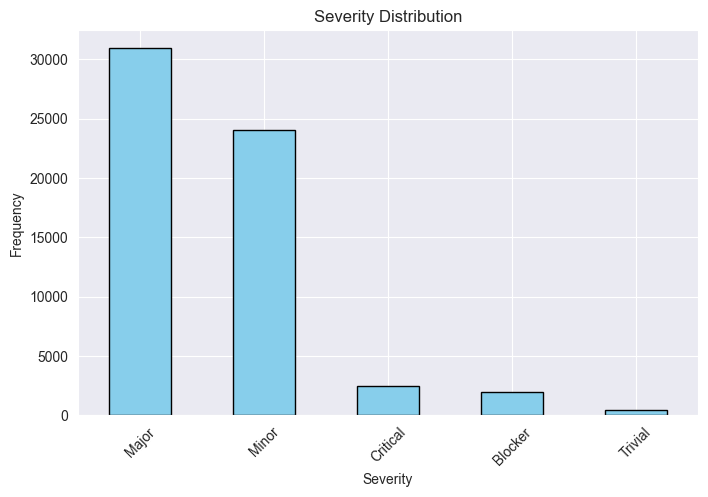 Severity Distribution
Frequency
30000
25000
20000
15000
10000
5000
0
Major
Minor
Critical
Blocker
Trivial
Severity